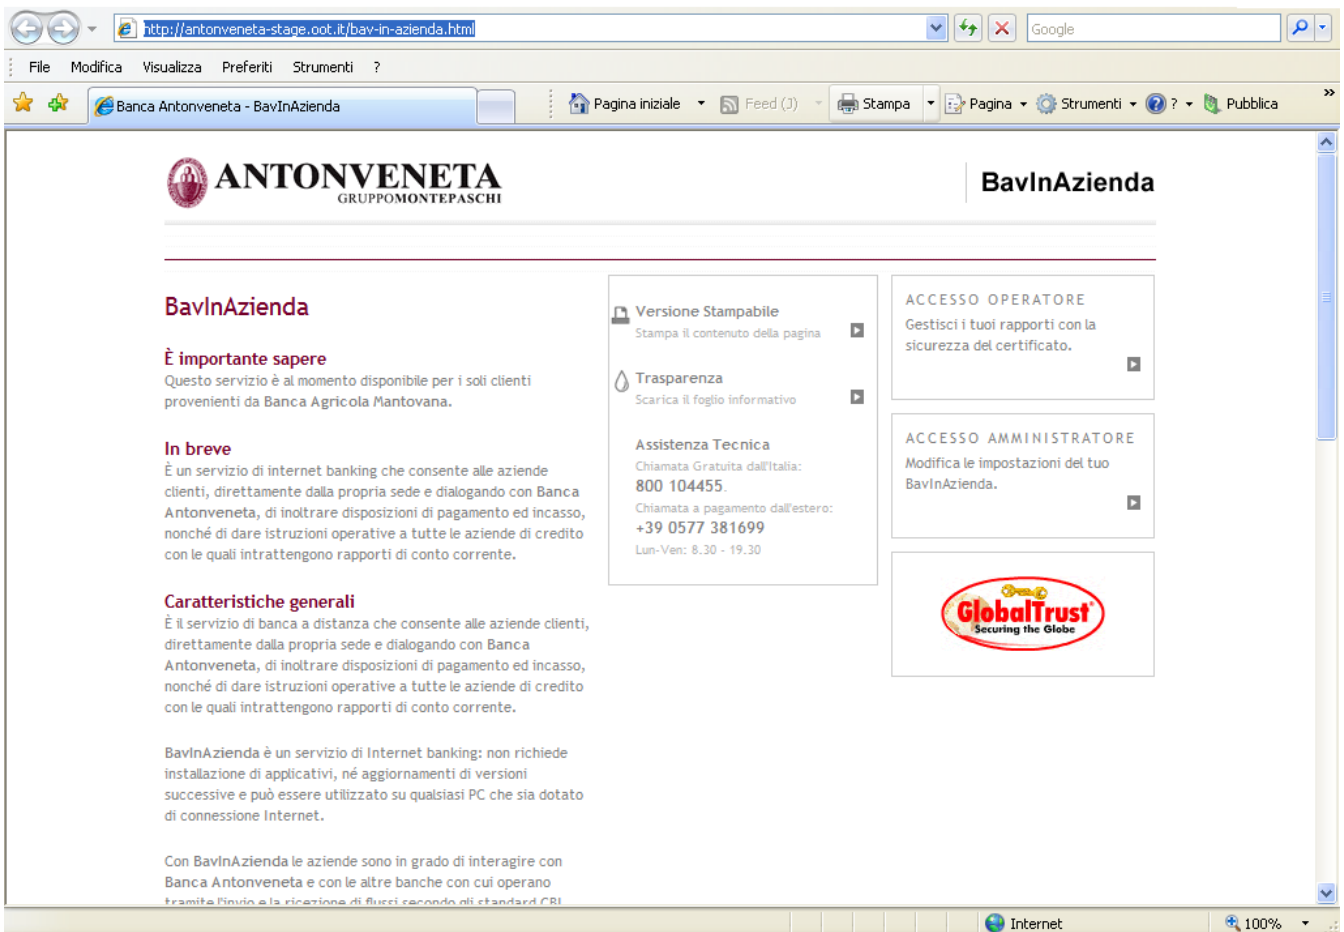 http://antonveneta-stage.oot.it/bav-in-azienda.html
Google
File Modifica Visualizza Preferiti Strumenti ?
Banca Antonveneta - BavInAzienda
Pagina iniziale Feed (J) Stampa Pagina Strumenti ? Pubblica »
ANTONVENETA
GRUPPOMONTEPASCHI
BavInAzienda
BavInAzienda
È importante sapere
Questo servizio è al momento disponibile per i soli clienti
provenienti da Banca Agricola Mantovana.
In breve
È un servizio di internet banking che consente alle aziende
clienti, direttamente dalla propria sede e dialogando con Banca
Antonveneta, di inoltrare disposizioni di pagamento ed incasso,
nonché di dare istruzioni operative a tutte le aziende di credito
con le quali intrattengono rapporti di conto corrente.
Caratteristiche generali
È il servizio di banca a distanza che consente alle aziende clienti,
direttamente dalla propria sede e dialogando con Banca
Antonveneta, di inoltrare disposizioni di pagamento ed incasso,
nonché di dare istruzioni operative a tutte le aziende di credito
con le quali intrattengono rapporti di conto corrente.
BavInAzienda è un servizio di Internet banking: non richiede
installazione di applicativi, né aggiornamenti di versioni
successive e può essere utilizzato su qualsiasi PC che sia dotato
di connessione Internet.
Con BavInAzienda le aziende sono in grado di interagire con
Banca Antonveneta e con le altre banche con cui operano
tramite l'invio e la ricezione di flussi secondo gli standard CBI
Versione Stampabile
Stampa il contenuto della pagina
Trasparenza
Scarica il foglio informativo
Assistenza Tecnica
Chiamata Gratuita dall'Italia:
800 104455.
Chiamata a pagamento dall'estero:
+39 0577 381699
Lun-Ven: 8.30 - 19.30
ACCESSO OPERATORE
Gestisci i tuoi rapporti con la
sicurezza del certificato.
ACCESSO AMMINISTRATORE
Modifica le impostazioni del tuo
BavInAzienda.
GlobalTrust
Securing the Globe
Internet
100%